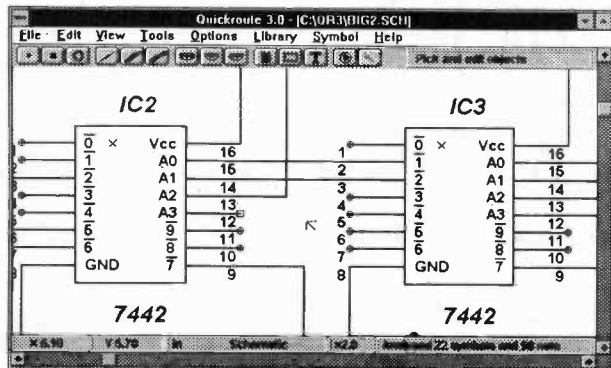 Quickroute 3.0 - [C:\QR3\BIG2.SCH]
File Edit View Tools Options Library Symbol Help
T Pick and edit objects
IC2 IC3
0 Vcc 16 1 0 Vcc 16
1 A0 15 2 1 A0 15
2 A1 14 3 2 A1 14
3 A2 13 4 3 A2 13
4 A3 12 5 4 A3 12
5 9 11 6 5 9 11
6 8 10 7 6 8 10
8 GND 7 9 8 GND 7 9
7442 7442
In Schematic x2.0